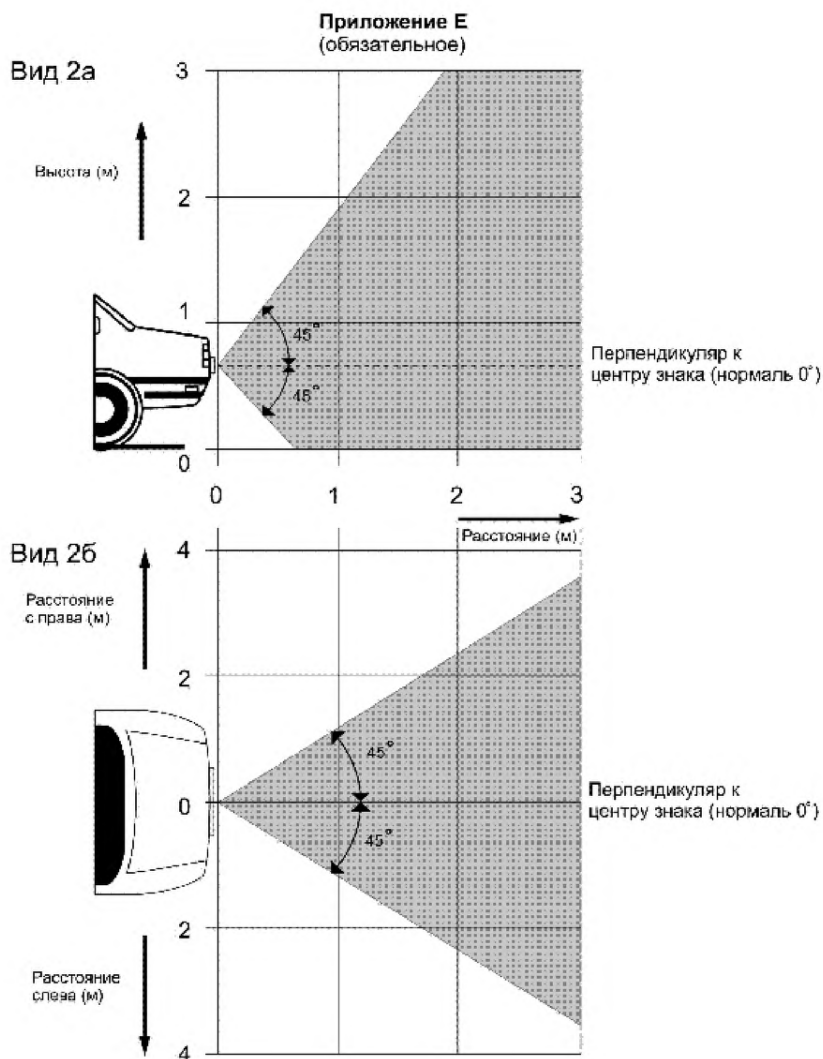 Приложение Е
(обязательное)
Вид 2а
3
Высота (м)
2
1
45°
45°
Перпендикуляр к
центру знака (нормаль 0°)
0
0 1 2 3
Расстояние (м)
Вид 2б
4
Расстояние
с права (м)
2
45°
0
45°
Перпендикуляр к
центру знака (нормаль 0°)
2
Расстояние
слева (м)
4